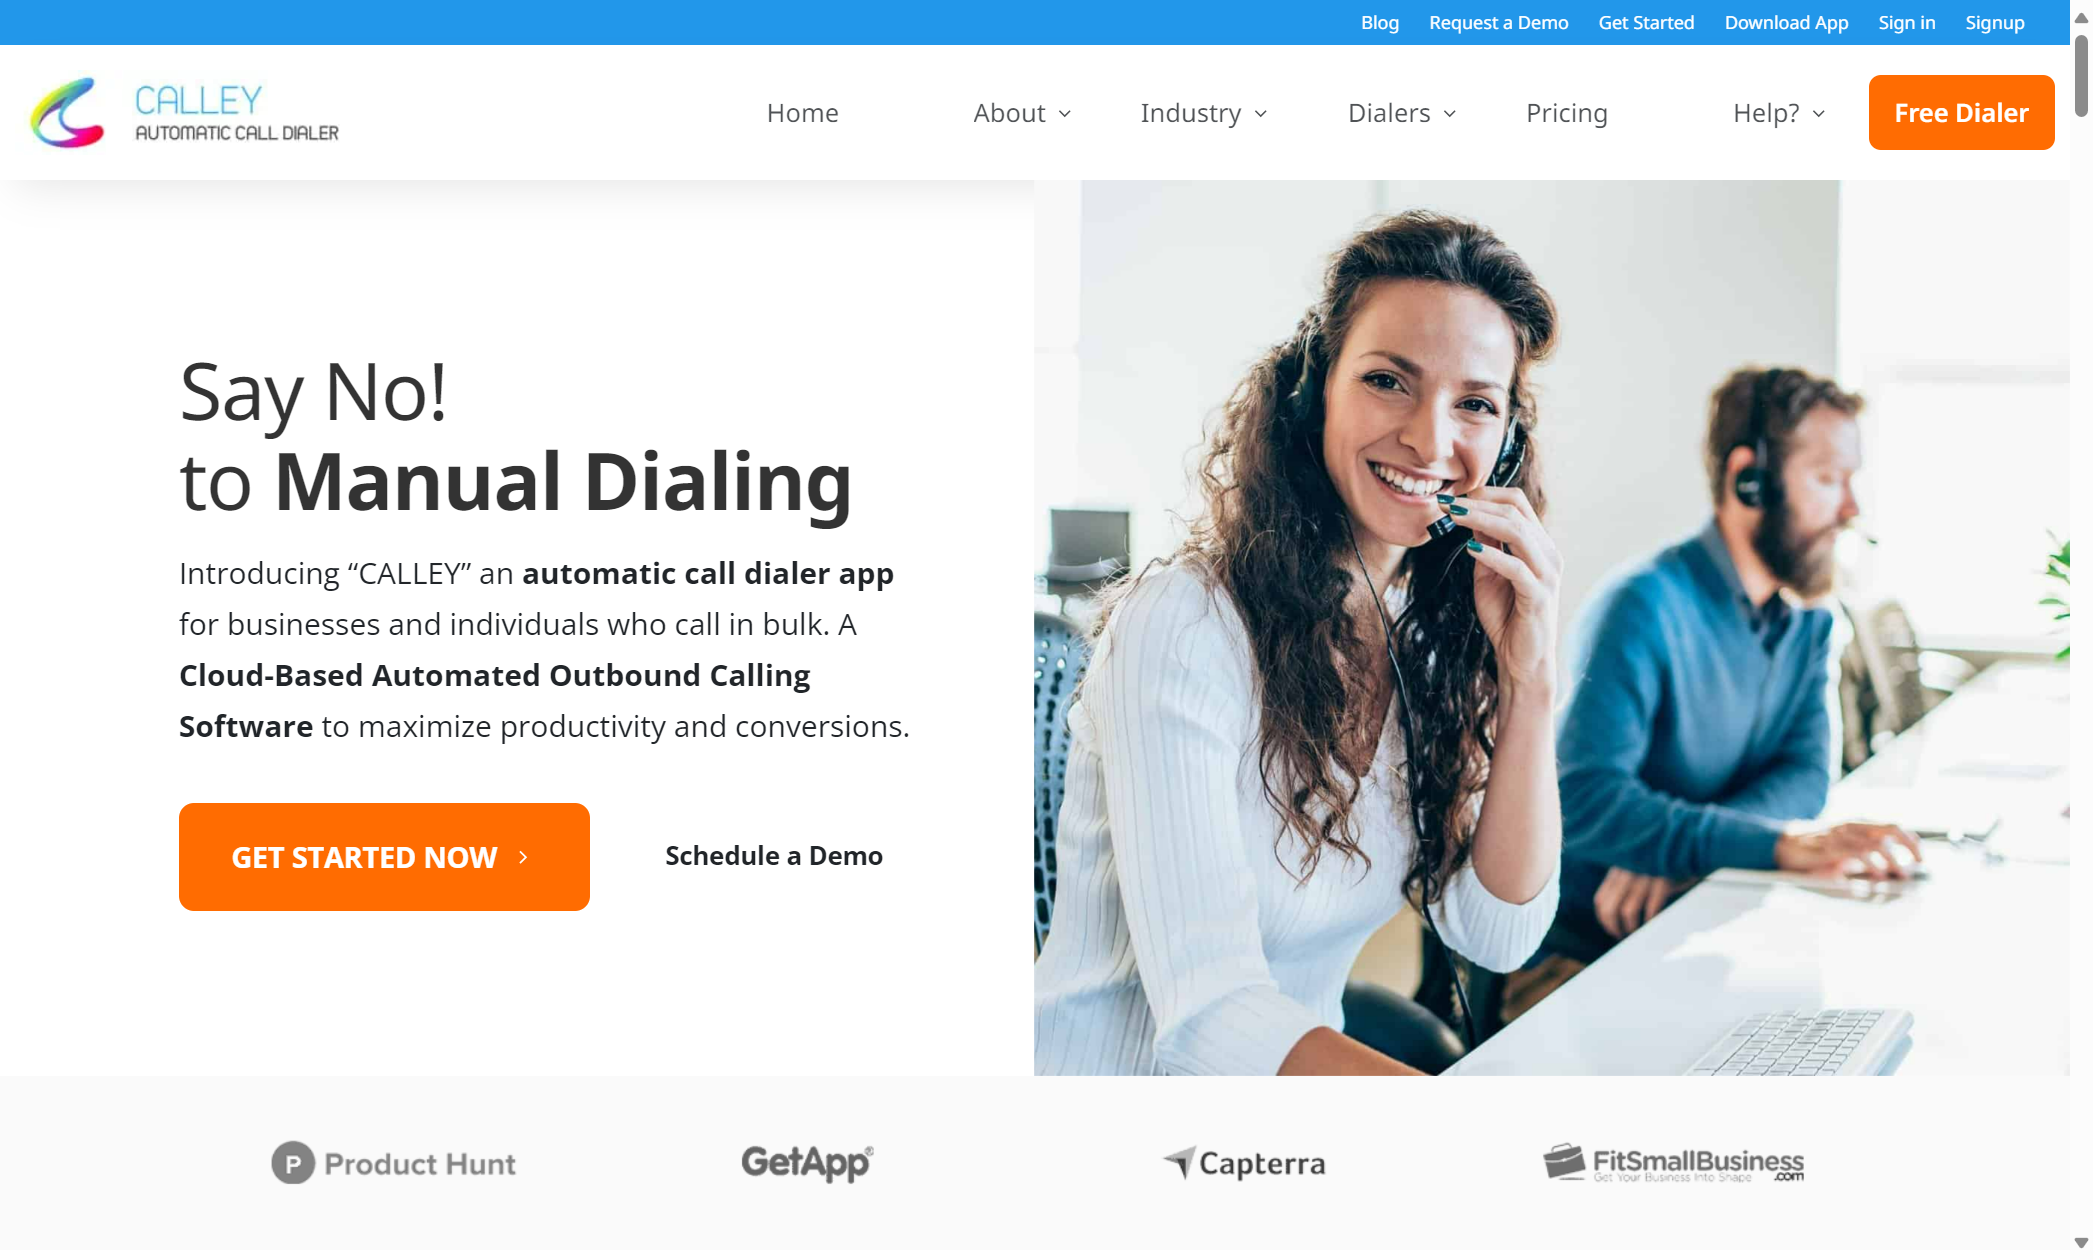 Blog Request a Demo Get Started Download App Sign in Signup
CALLEY
AUTOMATIC CALL DIALER
Home About Industry Dialers Pricing Help? Free Dialer
Say No!
to Manual Dialing
Introducing “CALLEY” an automatic call dialer app
for businesses and individuals who call in bulk. A
Cloud-Based Automated Outbound Calling
Software to maximize productivity and conversions.
GET STARTED NOW
Schedule a Demo
P Product Hunt
GetApp®
Capterra
FitSmallBusiness
.com
Get Your Business Into Shape